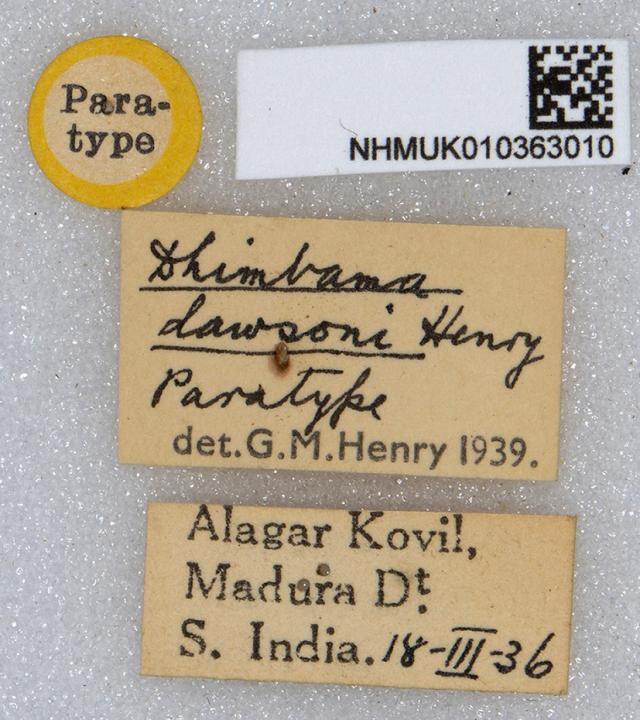 Para-
type
NHMUK010363010
Dhimbama
dawsoni Henry
Paratype
det.G.M.Henry 1939.
Alagar Kovil,
Madura Dt.
S. India. 18-III-36